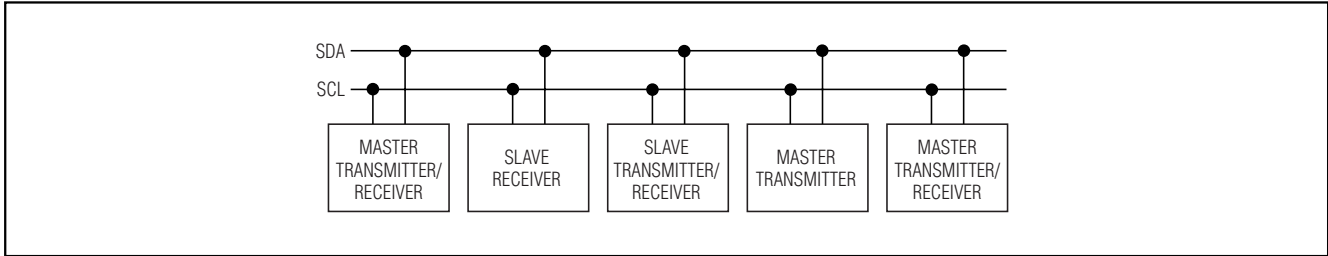 SDA
SCL
MASTER
TRANSMITTER/
RECEIVER
SLAVE
RECEIVER
SLAVE
TRANSMITTER/
RECEIVER
MASTER
TRANSMITTER
MASTER
TRANSMITTER/
RECEIVER